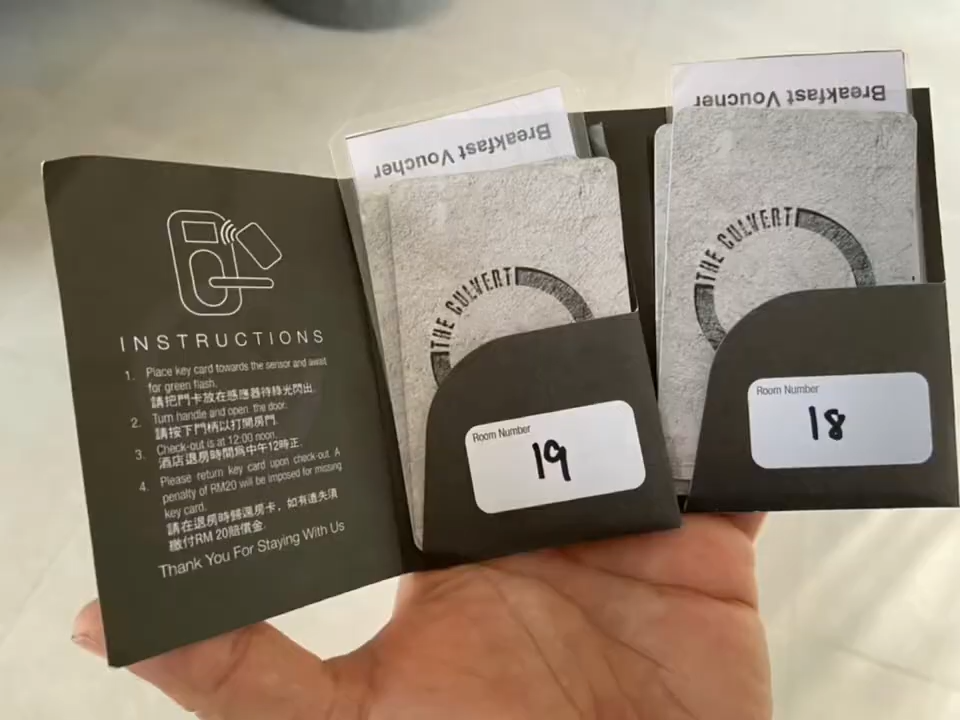 INSTRUCTIONS
1. Place key card towards the sensor and await
for green flash.
請把門卡放在感應器待綠光閃出.
2. Turn handle and open the door.
請按下門柄以打開房門.
3. Check-out is at 12:00 noon.
酒店退房時間為中午12時正.
4. Please return key card upon check-out. A
penalty of RM20 will be imposed for missing
key card.
請在退房時歸還房卡，如有遺失須
繳付RM 20賠償金.
Thank You For Staying With Us
Breakfast Voucher
THE CULVERT
Room Number
19
Breakfast Voucher
THE CULVERT
Room Number
18